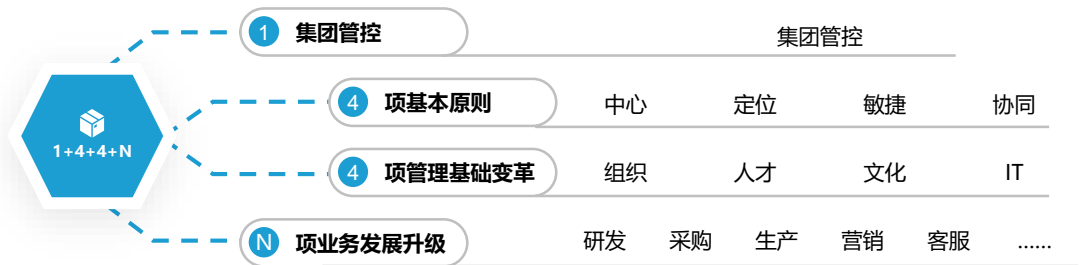 1 集团管控 集团管控
4 项基本原则 中心 定位 敏捷 协同
1+4+4+N
4 项管理基础变革 组织 人才 文化 IT
N 项业务发展升级 研发 采购 生产 营销 客服 ......